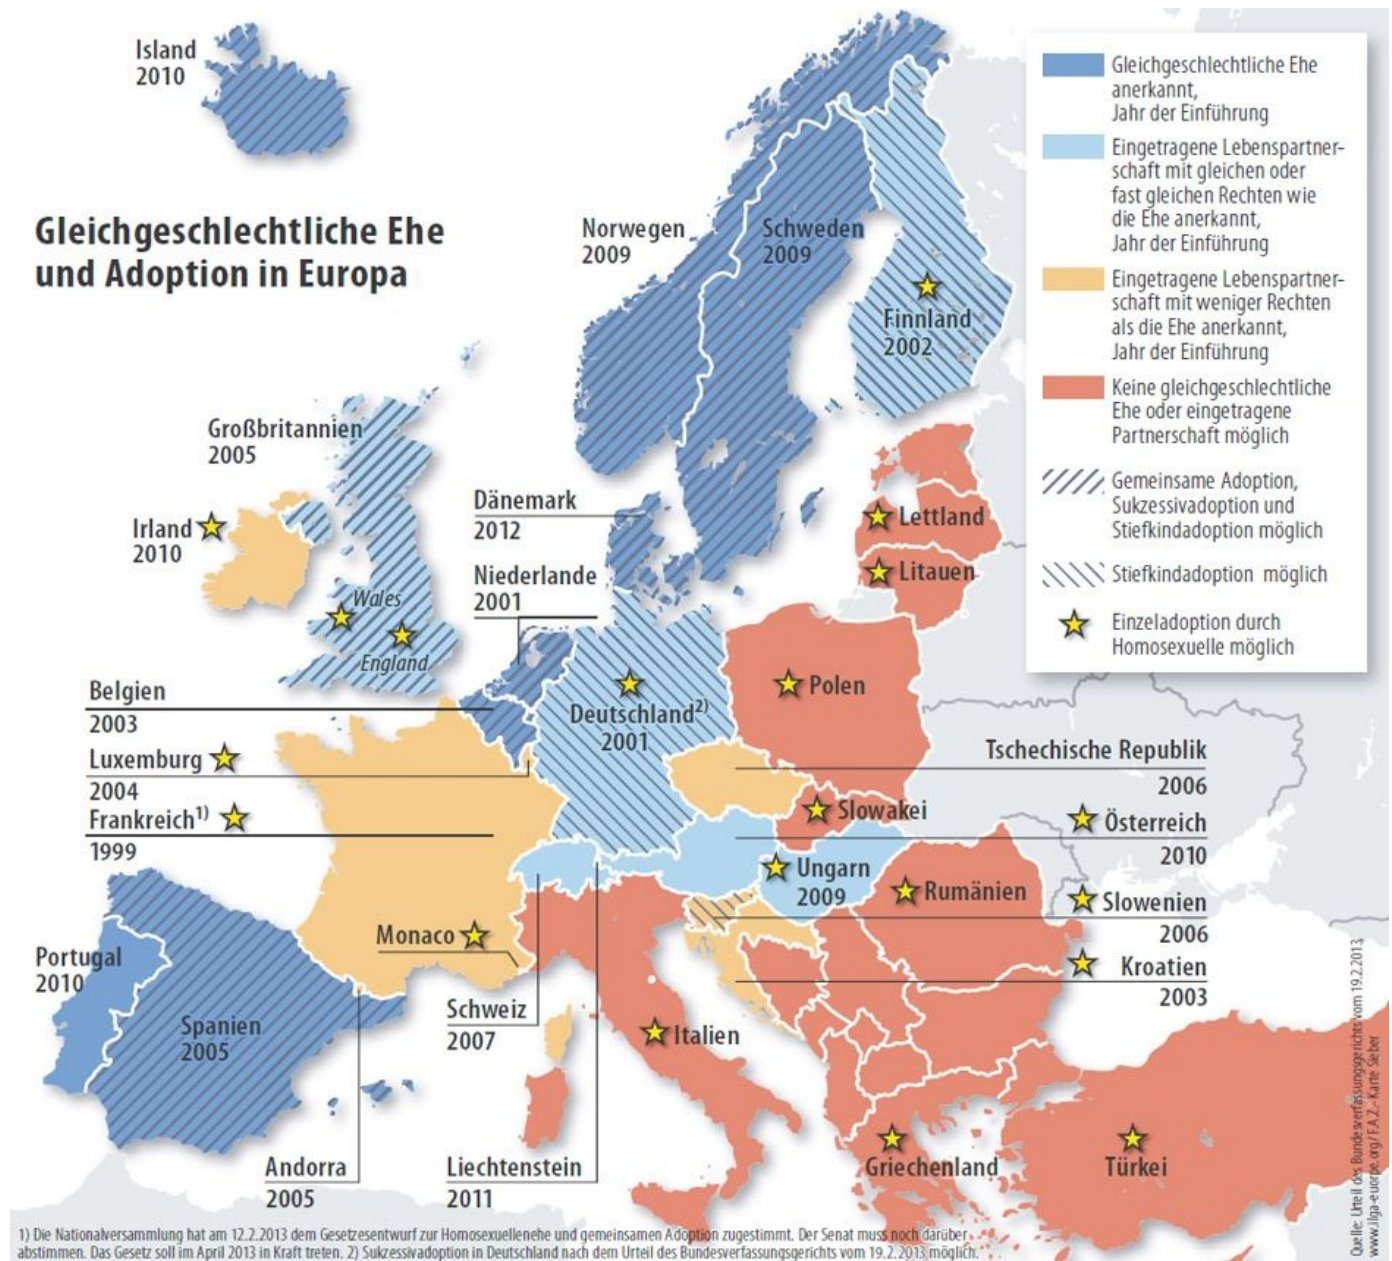 Island
2010
Gleichgeschlechtliche Ehe
und Adoption in Europa
Gleichgeschlechtliche Ehe
anerkannt,
Jahr der Einführung
Eingetragene Lebenspartner-
schaft mit gleichen oder
fast gleichen Rechten wie
die Ehe anerkannt,
Jahr der Einführung
Eingetragene Lebenspartner-
schaft mit weniger Rechten
als die Ehe anerkannt,
Jahr der Einführung
Keine gleichgeschlechtliche
Ehe oder eingetragene
Partnerschaft möglich
Gemeinsame Adoption,
Sukzessivadoption und
Stiefkindadoption möglich
Stiefkindadoption möglich
Einzeladoption durch
Homosexuelle möglich
Norwegen
2009
Schweden
2009
Finnland
2002
Großbritannien
2005
Irland
2010
Wales
England
Dänemark
2012
Niederlande
2001
Lettland
Litauen
Belgien
2003
Luxemburg
2004
Frankreich1)
1999
Deutschland2)
2001
Polen
Tschechische Republik
2006
Slowakei
Österreich
2010
Ungarn
2009
Rumänien
Slowenien
2006
Kroatien
2003
Monaco
Portugal
2010
Spanien
2005
Schweiz
2007
Italien
Andorra
2005
Liechtenstein
2011
Griechenland
Türkei
1) Die Nationalversammlung hat am 12.2.2013 dem Gesetzesentwurf zur Homosexuellenehe und gemeinsamen Adoption zugestimmt. Der Senat muss noch darüber
abstimmen. Das Gesetz soll im April 2013 in Kraft treten. 2) Sukzessivadoption in Deutschland nach dem Urteil des Bundesverfassungsgerichts vom 19.2.2013 möglich.
Quelle: Urteil des Bundesverfassungsgerichts vom 19.2.2013,
www.ilga-euorpe.org/ F.A.Z.-Karte Sieber